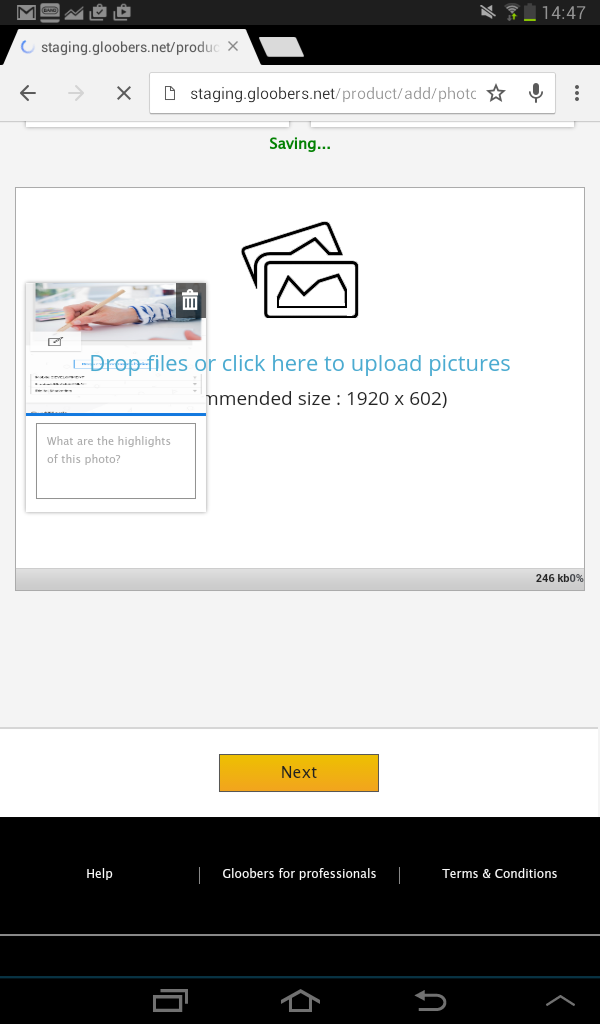 14:47
staging.gloobers.net/produc
staging.gloobers.net/product/add/photo
Saving...
Drop files or click here to upload pictures
mmended size : 1920 x 602)
What are the highlights
of this photo?
246 kb0%
Next
Help
Gloobers for professionals
Terms & Conditions